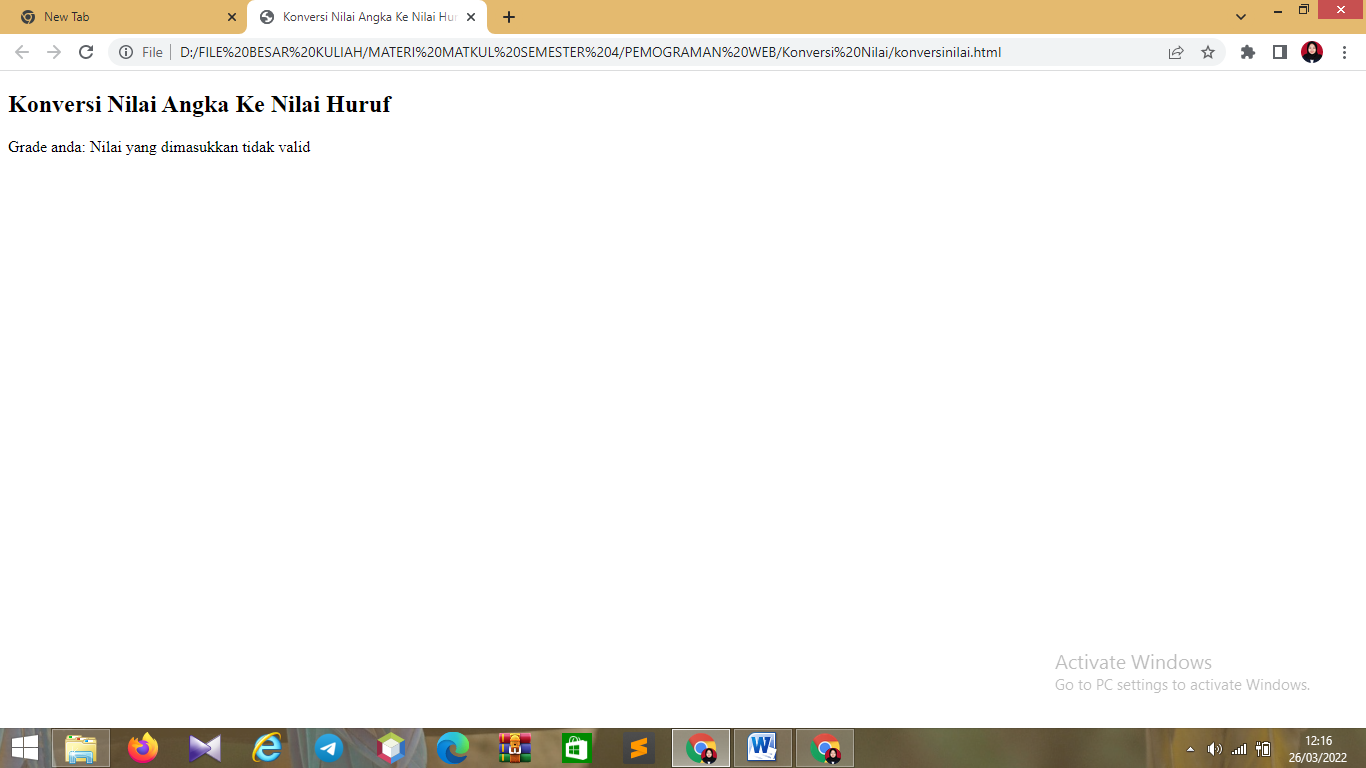 New Tab
Konversi Nilai Angka Ke Nilai Hur
File
D:/FILE%20BESAR%20KULIAH/MATERI%20MATKUL%20SEMESTER%204/PEMOGRAMAN%20WEB/Konversi%20Nilai/konversinilai.html
Konversi Nilai Angka Ke Nilai Huruf
Grade anda: Nilai yang dimasukkan tidak valid
Activate Windows
Go to PC settings to activate Windows.
12:16
26/03/2022